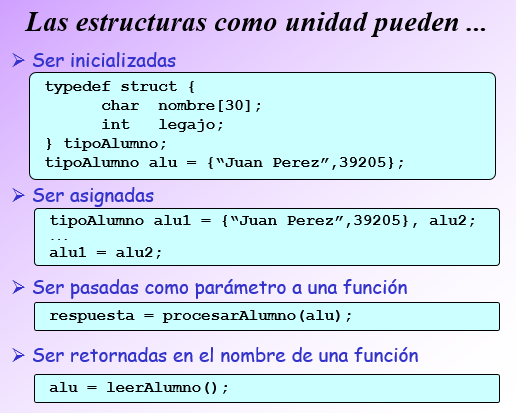 Las estructuras como unidad pueden ...
➢ Ser inicializadas
typedef struct {
char nombre[30];
int legajo;
} tipoAlumno;
tipoAlumno alu = {“Juan Perez”,39205};
➢ Ser asignadas
tipoAlumno alu1 = {“Juan Perez”,39205}, alu2;
...
alu1 = alu2;
➢ Ser pasadas como parámetro a una función
respuesta = procesarAlumno(alu);
➢ Ser retornadas en el nombre de una función
alu = leerAlumno();